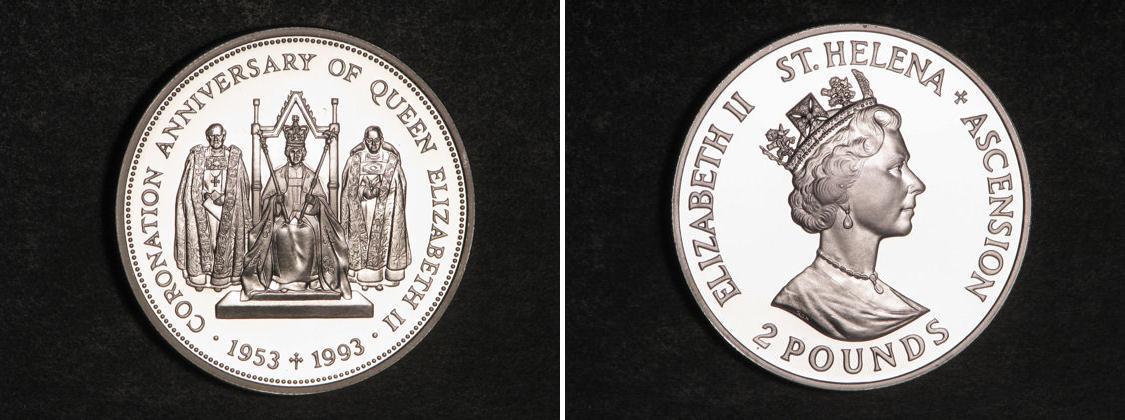 CORONATION ANNIVERSARY OF QUEEN ELIZABETH II
· 1953 ✝ 1993 ·
ELIZABETH II ST. HELENA + ASCENSION
2 POUNDS